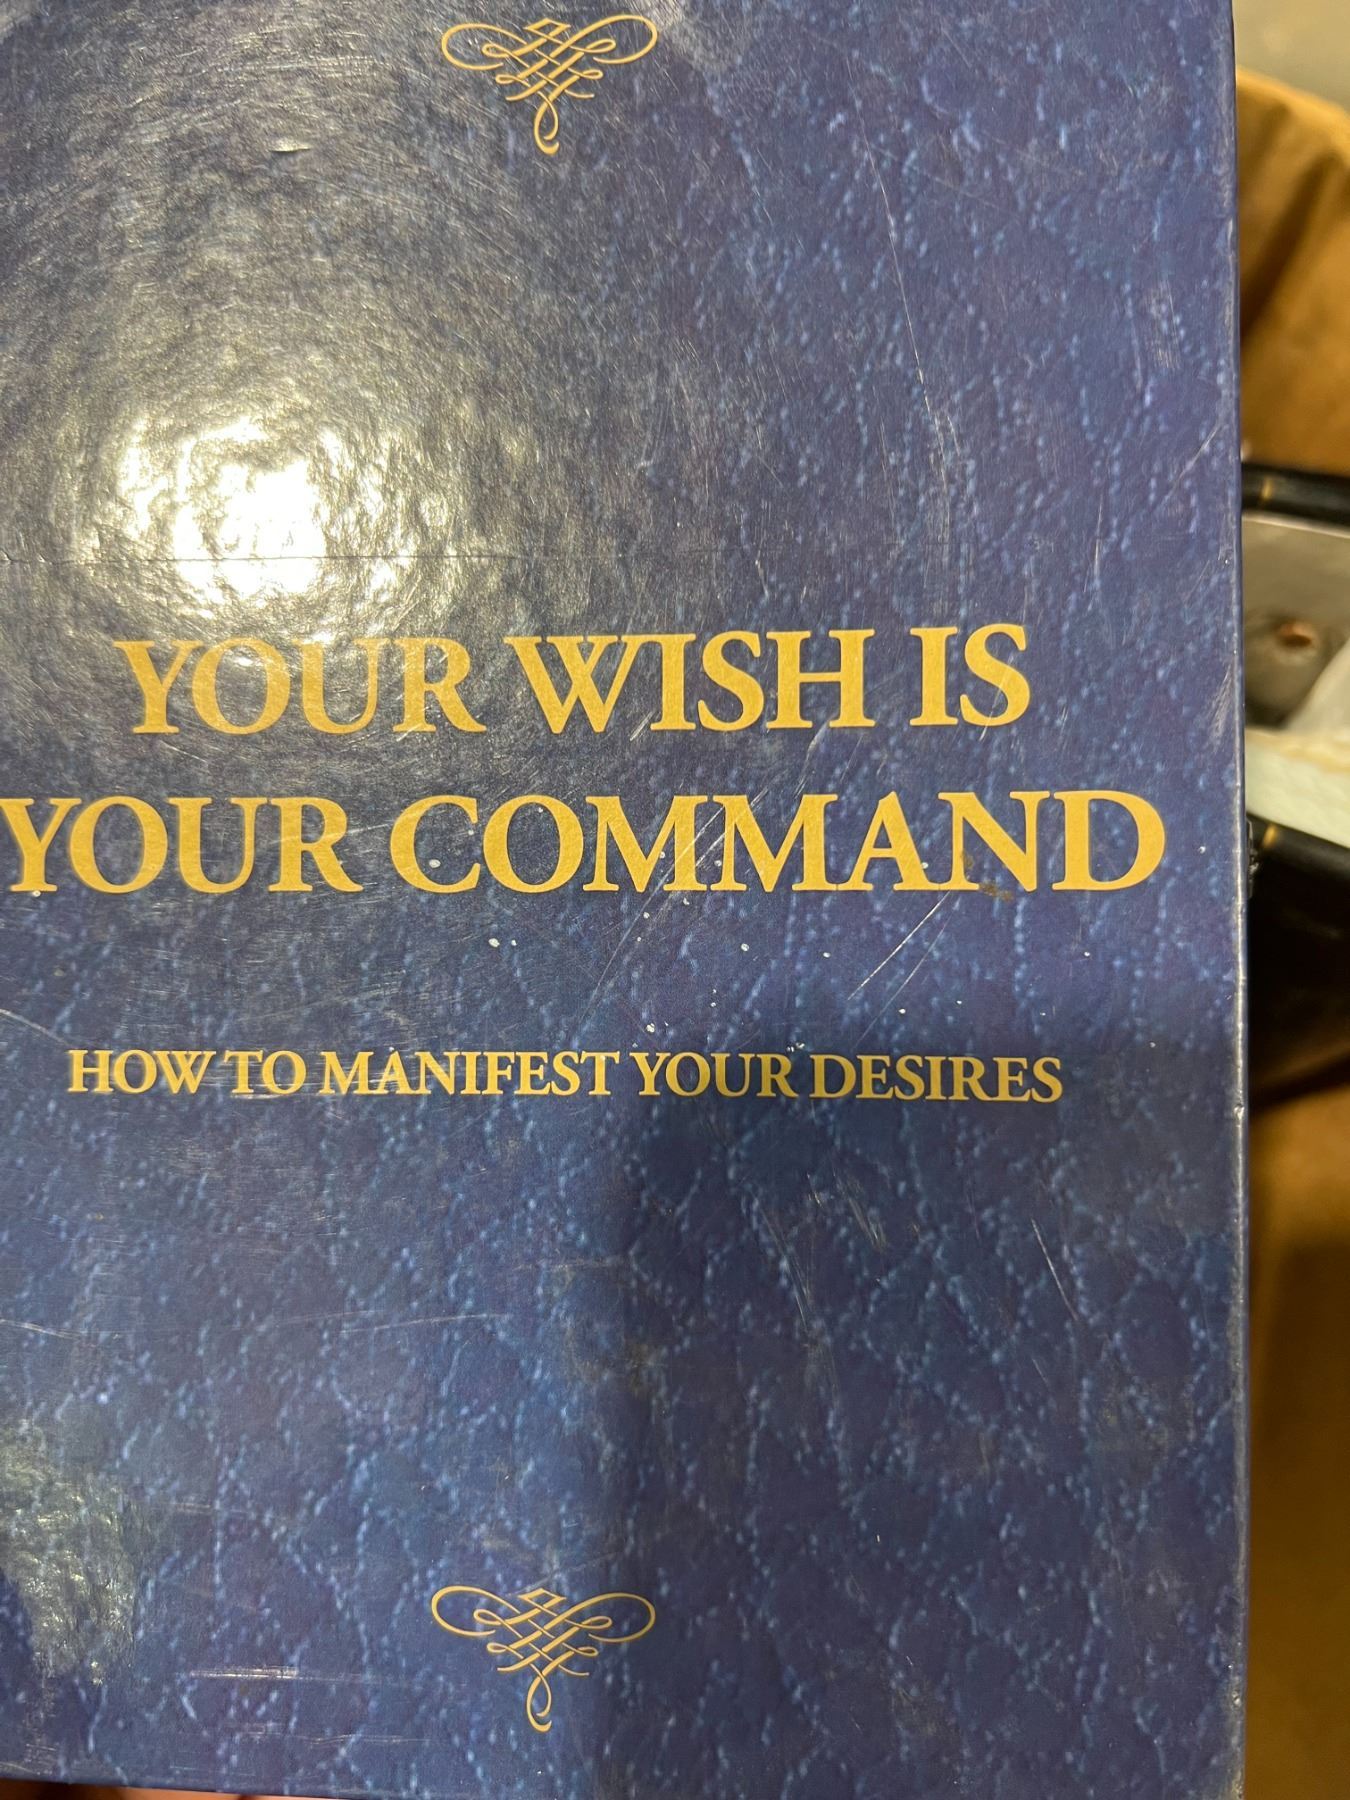 YOUR WISH IS
YOUR COMMAND
HOW TO MANIFEST YOUR DESIRES